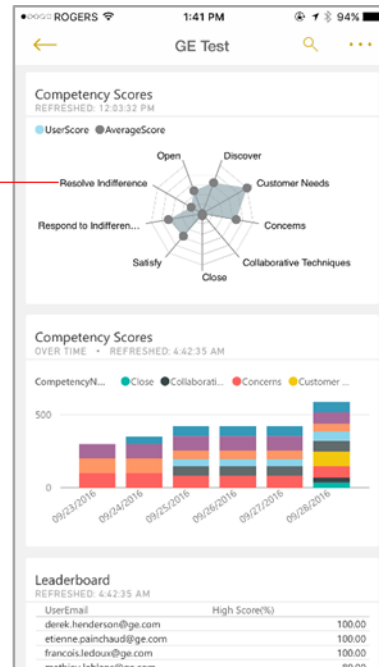 ROGERS 1:41 PM 94%
GE Test
Competency Scores
REFRESHED: 12:03:32 PM
UserScore AverageScore
Open Discover
Resolve Indifference Customer Needs
Respond to Indifferen... Concerns
Satisfy Collaborative Techniques
Close
Competency Scores
OVER TIME • REFRESHED: 4:42:35 AM
CompetencyN... Close Collaborati... Concerns Customer ...
500
0
09/23/2016 09/24/2016 09/25/2016 09/26/2016 09/27/2016 09/28/2016
Leaderboard
REFRESHED: 4:42:35 AM
UserEmail High Score(%)
derek.henderson@ge.com 100.00
etienne.painchaud@ge.com 100.00
francois.ledoux@ge.com 100.00